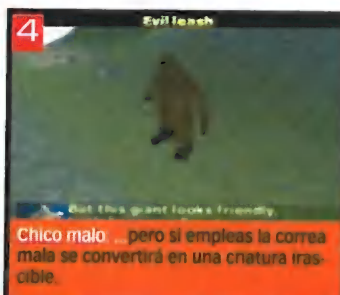 4
Evil leash
But this giant looks friendly.
Chico malo: ...pero si empleas la correa
mala se convertirá en una criatura iras-
cible.